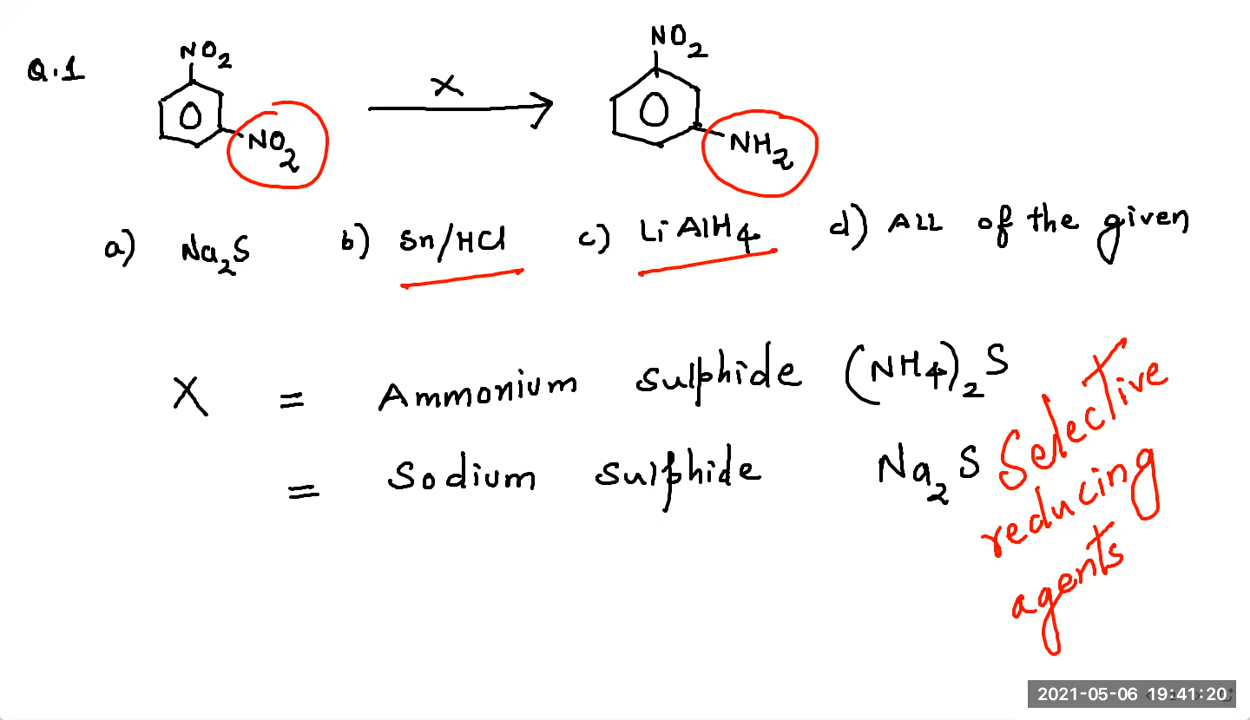 Q.1
NO2
NO2
X
NO2
NH2
a) Na2S b) Sn/HCl c) LiAlH4 d) ALL of the given
X = Ammonium sulphide (NH4)2S
= Sodium sulphide Na2S
Selective
reducing
agents
2021-05-06 19:41:20